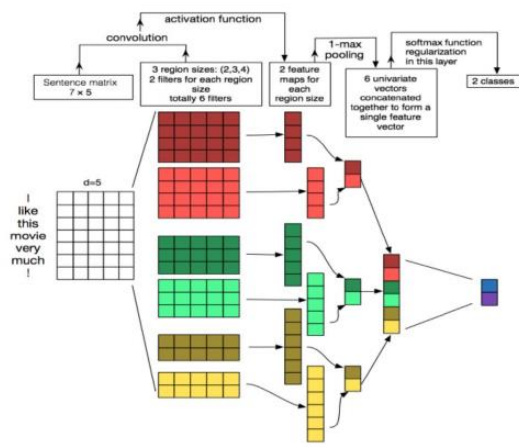 activation function
convolution
1-max
pooling
softmax function
regularization
in this layer
Sentence matrix
7 × 5
3 region sizes: (2,3,4)
2 filters for each region
size
totally 6 filters
2 feature
maps for
each
region size
6 univariate
vectors
concatenated
together to form a
single feature
vector
2 classes
d=5
I
like
this
movie
very
much
!